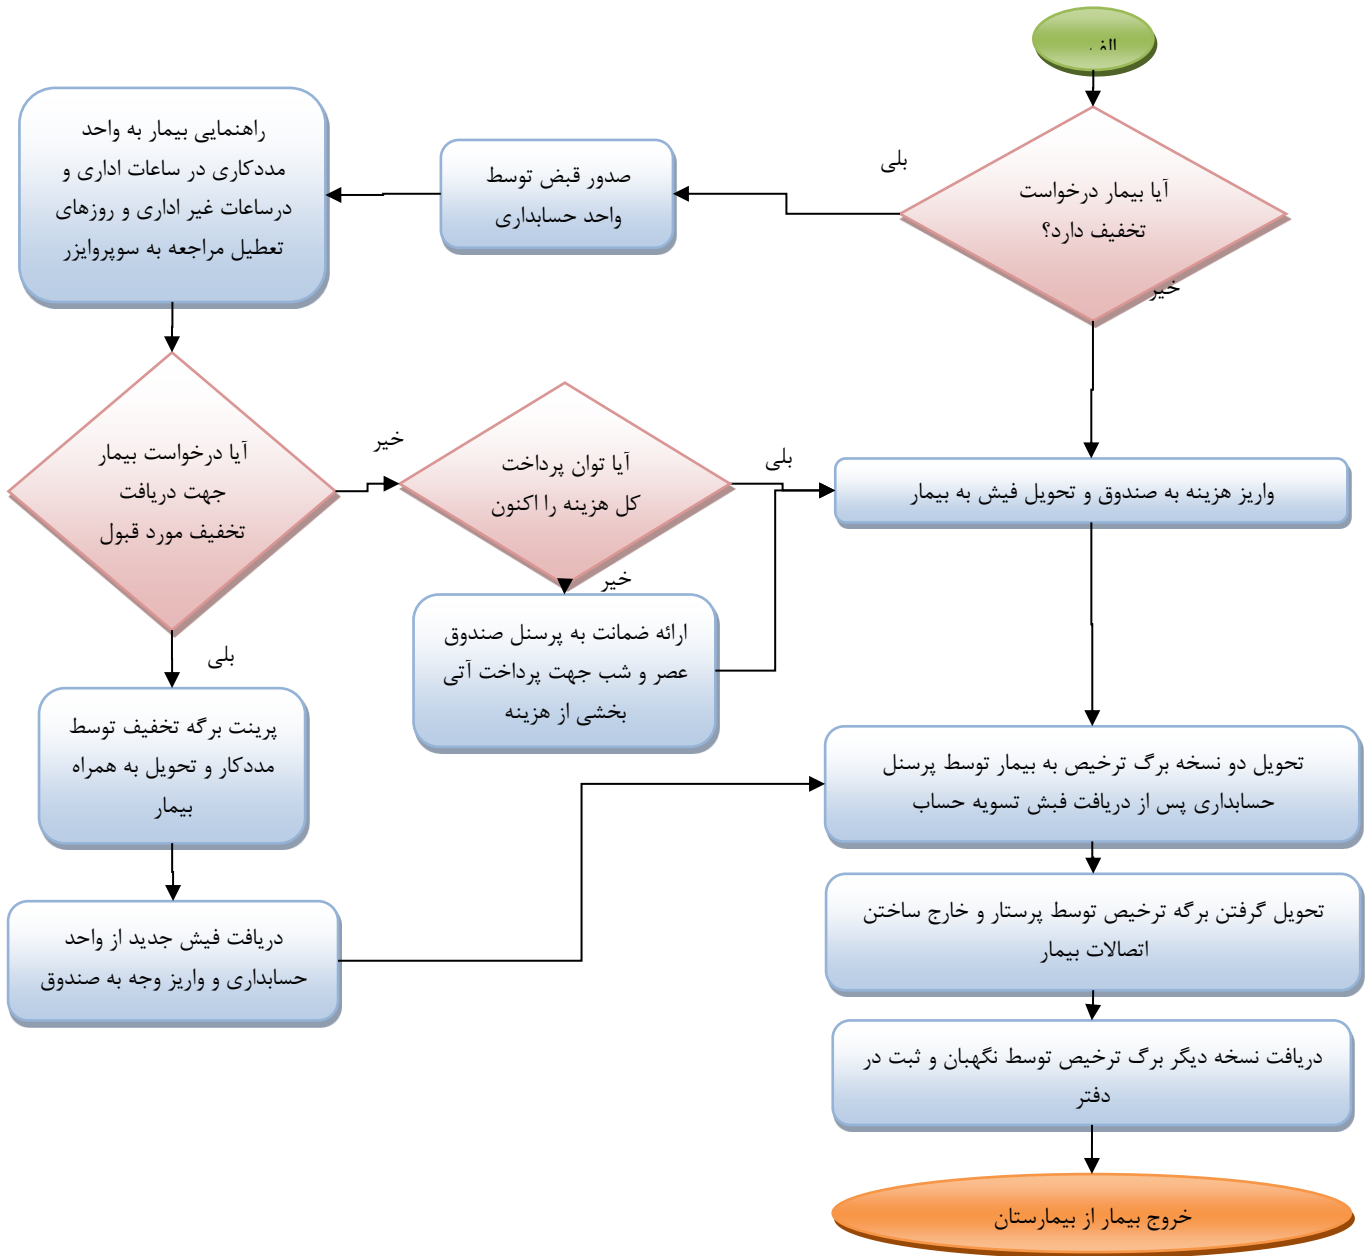 الف
آیا بیمار درخواست
تخفیف دارد؟
بلی
خیر
صدور قبض توسط
واحد حسابداری
راهنمایی بیمار به واحد
مددکاری در ساعات اداری و
درساعات غیر اداری و روزهای
تعطیل مراجعه به سوپروایزر
آیا درخواست بیمار
جهت دریافت
تخفیف مورد قبول
خیر
بلی
آیا توان پرداخت
کل هزینه را اکنون
بلی
خیر
واریز هزینه به صندوق و تحویل فیش به بیمار
ارائه ضمانت به پرسنل صندوق
عصر و شب جهت پرداخت آتی
بخشی از هزینه
پرینت برگه تخفیف توسط
مددکار و تحویل به همراه
بیمار
دریافت فیش جدید از واحد
حسابداری و واریز وجه به صندوق
تحویل دو نسخه برگ ترخیص به بیمار توسط پرسنل
حسابداری پس از دریافت فبش تسویه حساب
تحویل گرفتن برگه ترخیص توسط پرستار و خارج ساختن
اتصالات بیمار
دریافت نسخه دیگر برگ ترخیص توسط نگهبان و ثبت در
دفتر
خروج بیمار از بیمارستان